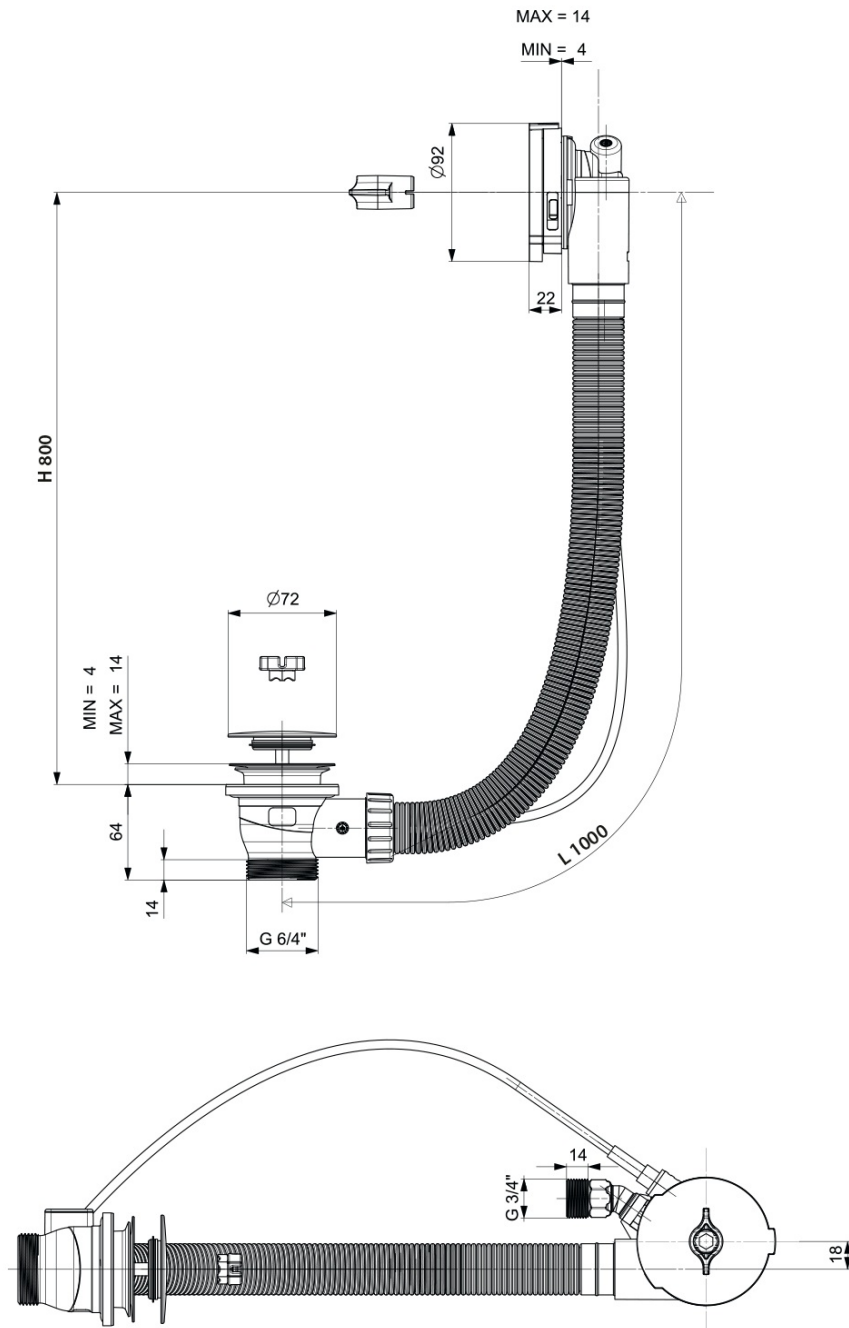 MAX = 14
MIN = 4
Ø92
22
H 800
Ø72
MIN = 4
MAX = 14
64
14
L 1000
G 6/4"
14
G 3/4"
18